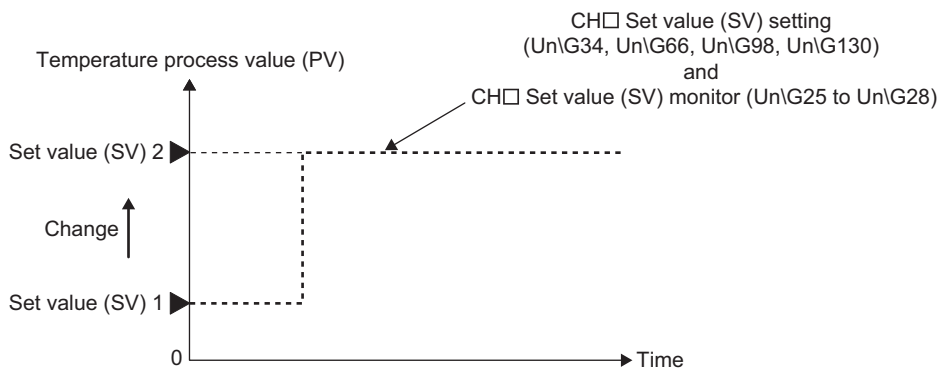 CH□ Set value (SV) setting
(Un\G34, Un\G66, Un\G98, Un\G130)
and
CH□ Set value (SV) monitor (Un\G25 to Un\G28)
Temperature process value (PV)
Set value (SV) 2
Change
Set value (SV) 1
0
Time